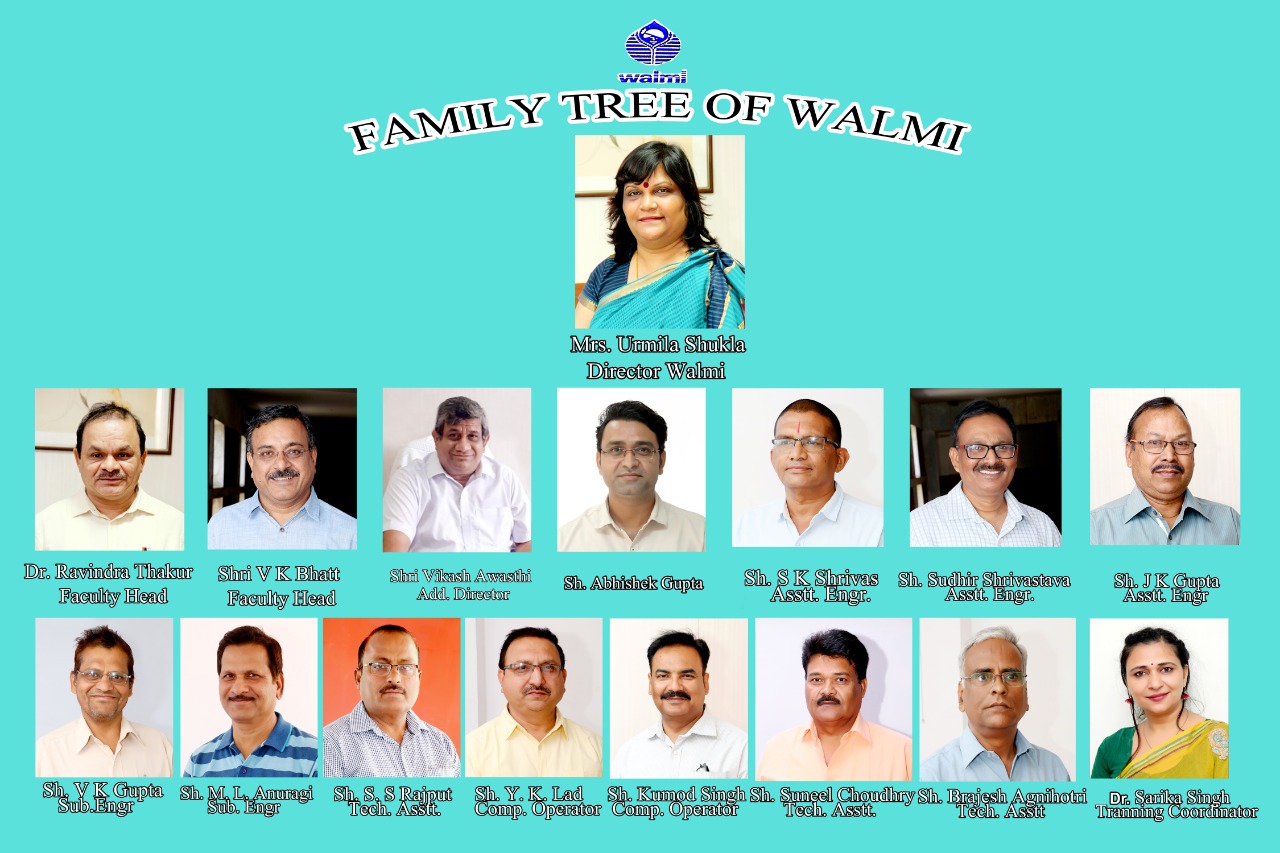 walmi
FAMILY TREE OF WALMI
Mrs. Urmila Shukla
Director Walmi
Dr. Ravindra Thakur
Faculty Head
Shri V K Bhatt
Faculty Head
Shri Vikash Awasthi
Add. Director
Sh. Abhishek Gupta
Sh. S K Shrivas
Asstt. Engr.
Sh. Sudhir Shrivastava
Asstt. Engr.
Sh. J K Gupta
Asstt. Engr
Sh. V K Gupta
Sub.Engr
Sh. M. L. Anuragi
Sub. Engr
Sh. S. S Rajput
Tech. Asstt.
Sh. Y. K. Lad
Comp. Operator
Sh. Kumod Singh
Comp. Operator
Sh. Suneel Choudhry
Tech. Asstt.
Sh. Brajesh Agnihotri
Tech. Asstt
Dr. Sarika Singh
Tranning Coordinator